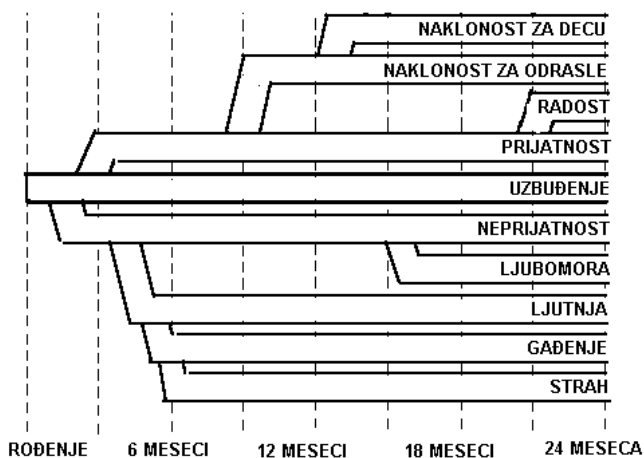 NAKLONOST ZA DECU
NAKLONOST ZA ODRASLE
RADOST
PRIJATNOST
UZBUĐENJE
NEPRIJATNOST
LJUBOMORA
LJUTNJA
GAĐENJE
STRAH
ROĐENJE 6 MESECI 12 MESECI 18 MESECI 24 MESECA